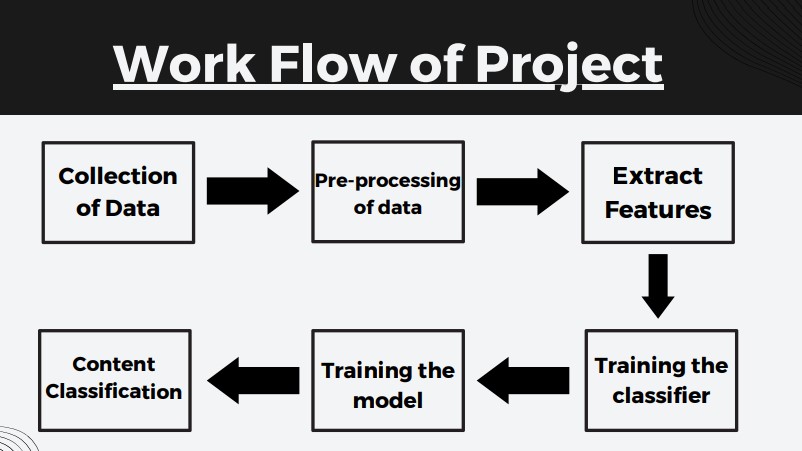 Work Flow of Project
Collection
of Data
Pre-processing
of data
Extract
Features
Training the
classifier
Training the
model
Content
Classification